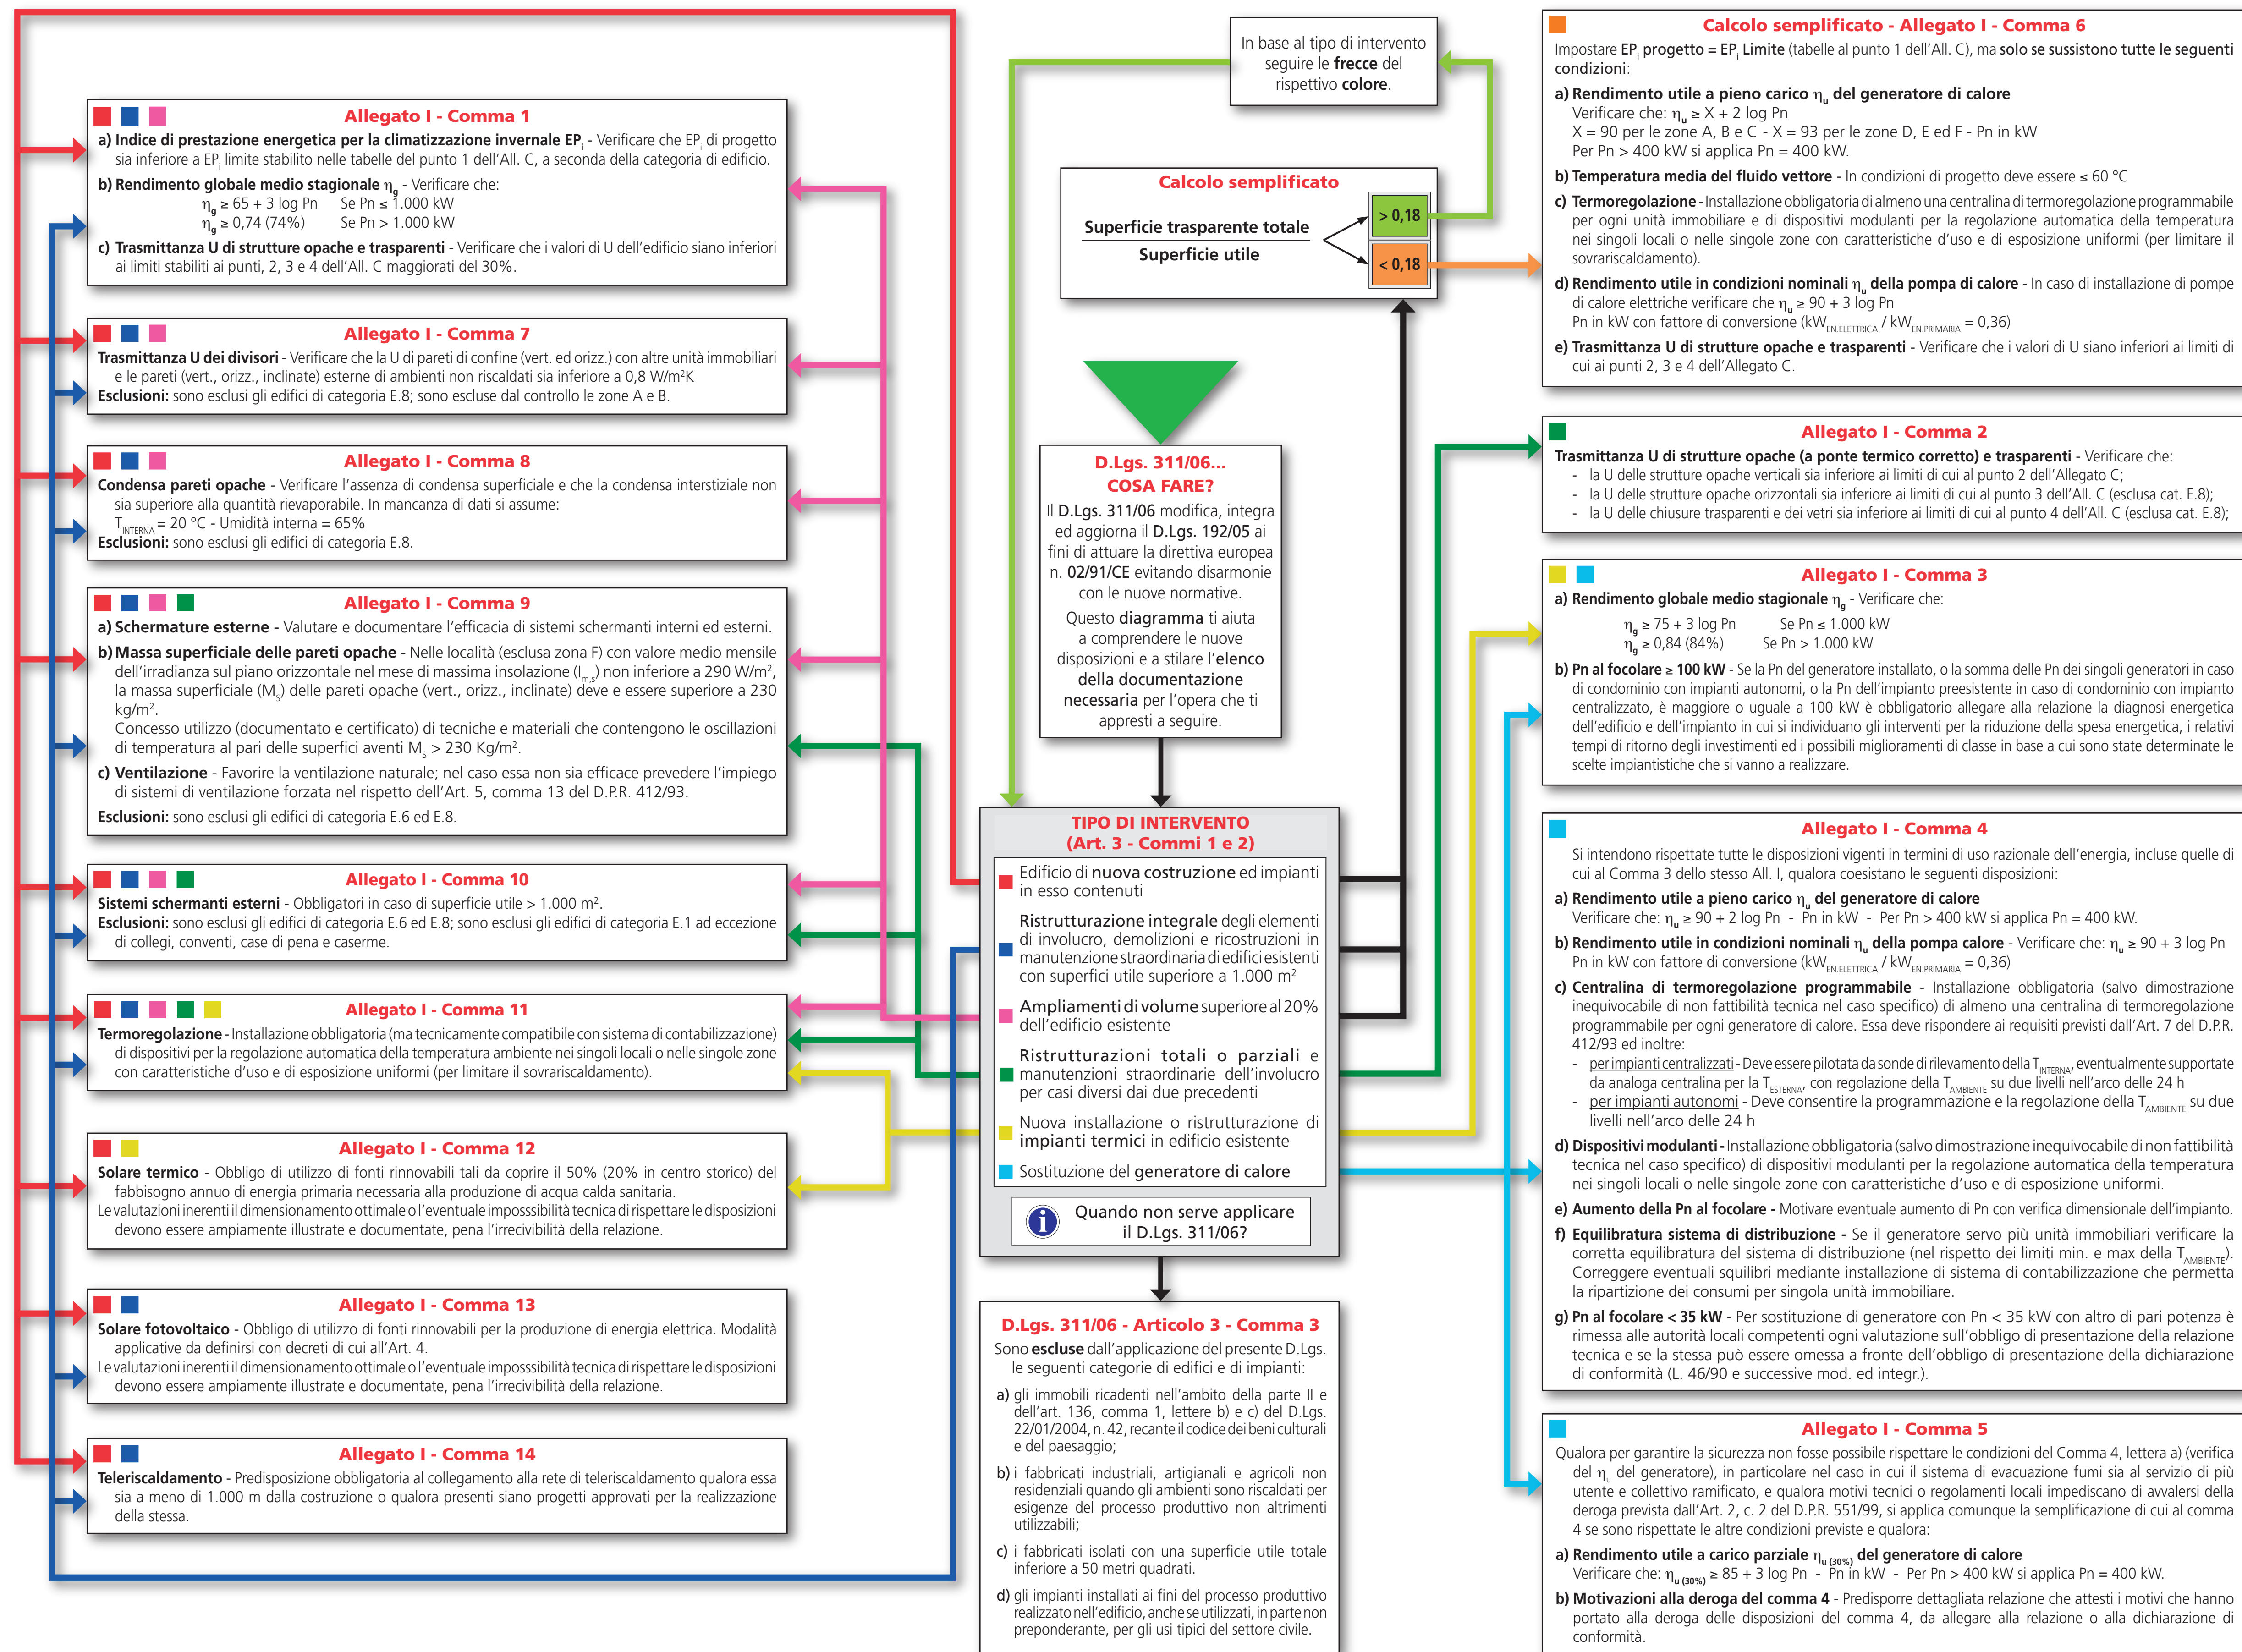 Allegato I - Comma 1
a) Indice di prestazione energetica per la climatizzazione invernale EPi - Verificare che EPi di progetto
sia inferiore a EPi limite stabilito nelle tabelle del punto 1 dell'All. C, a seconda della categoria di edificio.
b) Rendimento globale medio stagionale ηg - Verificare che:
ηg ≥ 65 + 3 log Pn Se Pn ≤ 1.000 kW
ηg ≥ 0,74 (74%) Se Pn > 1.000 kW
c) Trasmittanza U di strutture opache e trasparenti - Verificare che i valori di U dell'edificio siano inferiori
ai limiti stabiliti ai punti, 2, 3 e 4 dell'All. C maggiorati del 30%.
Allegato I - Comma 7
Trasmittanza U dei divisori - Verificare che la U di pareti di confine (vert. ed orizz.) con altre unità immobiliari
e le pareti (vert., orizz., inclinate) esterne di ambienti non riscaldati sia inferiore a 0,8 W/m²K
Esclusioni: sono esclusi gli edifici di categoria E.8; sono escluse dal controllo le zone A e B.
Allegato I - Comma 8
Condensa pareti opache - Verificare l'assenza di condensa superficiale e che la condensa interstiziale non
sia superiore alla quantità rievaporabile. In mancanza di dati si assume:
TINTERNA = 20 °C - Umidità interna = 65%
Esclusioni: sono esclusi gli edifici di categoria E.8.
Allegato I - Comma 9
a) Schermature esterne - Valutare e documentare l'efficacia di sistemi schermanti interni ed esterni.
b) Massa superficiale delle pareti opache - Nelle località (esclusa zona F) con valore medio mensile
dell'irradianza sul piano orizzontale nel mese di massima insolazione (Im,s) non inferiore a 290 W/m²,
la massa superficiale (MS) delle pareti opache (vert., orizz., inclinate) deve e essere superiore a 230
kg/m².
Concesso utilizzo (documentato e certificato) di tecniche e materiali che contengono le oscillazioni
di temperatura al pari delle superfici aventi MS > 230 Kg/m².
c) Ventilazione - Favorire la ventilazione naturale; nel caso essa non sia efficace prevedere l'impiego
di sistemi di ventilazione forzata nel rispetto dell'Art. 5, comma 13 del D.P.R. 412/93.
Esclusioni: sono esclusi gli edifici di categoria E.6 ed E.8.
Allegato I - Comma 10
Sistemi schermanti esterni - Obbligatori in caso di superficie utile > 1.000 m².
Esclusioni: sono esclusi gli edifici di categoria E.6 ed E.8; sono esclusi gli edifici di categoria E.1 ad eccezione
di collegi, conventi, case di pena e caserme.
Allegato I - Comma 11
Termoregolazione - Installazione obbligatoria (ma tecnicamente compatibile con sistema di contabilizzazione)
di dispositivi per la regolazione automatica della temperatura ambiente nei singoli locali o nelle singole zone
con caratteristiche d'uso e di esposizione uniformi (per limitare il sovrariscaldamento).
Allegato I - Comma 12
Solare termico - Obbligo di utilizzo di fonti rinnovabili tali da coprire il 50% (20% in centro storico) del
fabbisogno annuo di energia primaria necessaria alla produzione di acqua calda sanitaria.
Le valutazioni inerenti il dimensionamento ottimale o l'eventuale imposssibilità tecnica di rispettare le disposizioni
devono essere ampiamente illustrate e documentate, pena l'irrecivibilità della relazione.
Allegato I - Comma 13
Solare fotovoltaico - Obbligo di utilizzo di fonti rinnovabili per la produzione di energia elettrica. Modalità
applicative da definirsi con decreti di cui all'Art. 4.
Le valutazioni inerenti il dimensionamento ottimale o l'eventuale imposssibilità tecnica di rispettare le disposizioni
devono essere ampiamente illustrate e documentate, pena l'irrecivibilità della relazione.
Allegato I - Comma 14
Teleriscaldamento - Predisposizione obbligatoria al collegamento alla rete di teleriscaldamento qualora essa
sia a meno di 1.000 m dalla costruzione o qualora presenti siano progetti approvati per la realizzazione
della stessa.
In base al tipo di intervento
seguire le frecce del
rispettivo colore.
Calcolo semplificato
Superficie trasparente totale
Superficie utile
> 0,18
< 0,18
D.Lgs. 311/06...
COSA FARE?
Il D.Lgs. 311/06 modifica, integra
ed aggiorna il D.Lgs. 192/05 ai
fini di attuare la direttiva europea
n. 02/91/CE evitando disarmonie
con le nuove normative.
Questo diagramma ti aiuta
a comprendere le nuove
disposizioni e a stilare l'elenco
della documentazione
necessaria per l'opera che ti
appresti a seguire.
TIPO DI INTERVENTO
(Art. 3 - Commi 1 e 2)
Edificio di nuova costruzione ed impianti
in esso contenuti
Ristrutturazione integrale degli elementi
di involucro, demolizioni e ricostruzioni in
manutenzione straordinaria di edifici esistenti
con superfici utile superiore a 1.000 m²
Ampliamenti di volume superiore al 20%
dell'edificio esistente
Ristrutturazioni totali o parziali e
manutenzioni straordinarie dell'involucro
per casi diversi dai due precedenti
Nuova installazione o ristrutturazione di
impianti termici in edificio esistente
Sostituzione del generatore di calore
i
Quando non serve applicare
il D.Lgs. 311/06?
D.Lgs. 311/06 - Articolo 3 - Comma 3
Sono escluse dall'applicazione del presente D.Lgs.
le seguenti categorie di edifici e di impianti:
a) gli immobili ricadenti nell'ambito della parte II e
dell'art. 136, comma 1, lettere b) e c) del D.Lgs.
22/01/2004, n. 42, recante il codice dei beni culturali
e del paesaggio;
b) i fabbricati industriali, artigianali e agricoli non
residenziali quando gli ambienti sono riscaldati per
esigenze del processo produttivo non altrimenti
utilizzabili;
c) i fabbricati isolati con una superficie utile totale
inferiore a 50 metri quadrati.
d) gli impianti installati ai fini del processo produttivo
realizzato nell'edificio, anche se utilizzati, in parte non
preponderante, per gli usi tipici del settore civile.
Calcolo semplificato - Allegato I - Comma 6
Impostare EPi progetto = EPi Limite (tabelle al punto 1 dell'All. C), ma solo se sussistono tutte le seguenti
condizioni:
a) Rendimento utile a pieno carico ηu del generatore di calore
Verificare che: ηu ≥ X + 2 log Pn
X = 90 per le zone A, B e C - X = 93 per le zone D, E ed F - Pn in kW
Per Pn > 400 kW si applica Pn = 400 kW.
b) Temperatura media del fluido vettore - In condizioni di progetto deve essere ≤ 60 °C
c) Termoregolazione - Installazione obbligatoria di almeno una centralina di termoregolazione programmabile
per ogni unità immobiliare e di dispositivi modulanti per la regolazione automatica della temperatura
nei singoli locali o nelle singole zone con caratteristiche d'uso e di esposizione uniformi (per limitare il
sovrariscaldamento).
d) Rendimento utile in condizioni nominali ηu della pompa di calore - In caso di installazione di pompe
di calore elettriche verificare che ηu ≥ 90 + 3 log Pn
Pn in kW con fattore di conversione (kWEN.ELETTRICA / kWEN.PRIMARIA = 0,36)
e) Trasmittanza U di strutture opache e trasparenti - Verificare che i valori di U siano inferiori ai limiti di
cui ai punti 2, 3 e 4 dell'Allegato C.
Allegato I - Comma 2
Trasmittanza U di strutture opache (a ponte termico corretto) e trasparenti - Verificare che:
- la U delle strutture opache verticali sia inferiore ai limiti di cui al punto 2 dell'Allegato C;
- la U delle strutture opache orizzontali sia inferiore ai limiti di cui al punto 3 dell'All. C (esclusa cat. E.8);
- la U delle chiusure trasparenti e dei vetri sia inferiore ai limiti di cui al punto 4 dell'All. C (esclusa cat. E.8);
Allegato I - Comma 3
a) Rendimento globale medio stagionale ηg - Verificare che:
ηg ≥ 75 + 3 log Pn Se Pn ≤ 1.000 kW
ηg ≥ 0,84 (84%) Se Pn > 1.000 kW
b) Pn al focolare ≥ 100 kW - Se la Pn del generatore installato, o la somma delle Pn dei singoli generatori in caso
di condominio con impianti autonomi, o la Pn dell'impianto preesistente in caso di condominio con impianto
centralizzato, è maggiore o uguale a 100 kW è obbligatorio allegare alla relazione la diagnosi energetica
dell'edificio e dell'impianto in cui si individuano gli interventi per la riduzione della spesa energetica, i relativi
tempi di ritorno degli investimenti ed i possibili miglioramenti di classe in base a cui sono state determinate le
scelte impiantistiche che si vanno a realizzare.
Allegato I - Comma 4
Si intendono rispettate tutte le disposizioni vigenti in termini di uso razionale dell'energia, incluse quelle di
cui al Comma 3 dello stesso All. I, qualora coesistano le seguenti disposizioni:
a) Rendimento utile a pieno carico ηu del generatore di calore
Verificare che: ηu ≥ 90 + 2 log Pn - Pn in kW - Per Pn > 400 kW si applica Pn = 400 kW.
b) Rendimento utile in condizioni nominali ηu della pompa calore - Verificare che: ηu ≥ 90 + 3 log Pn
Pn in kW con fattore di conversione (kWEN.ELETTRICA / kWEN.PRIMARIA = 0,36)
c) Centralina di termoregolazione programmabile - Installazione obbligatoria (salvo dimostrazione
inequivocabile di non fattibilità tecnica nel caso specifico) di almeno una centralina di termoregolazione
programmabile per ogni generatore di calore. Essa deve rispondere ai requisiti previsti dall'Art. 7 del D.P.R.
412/93 ed inoltre:
- per impianti centralizzati - Deve essere pilotata da sonde di rilevamento della TINTERNA, eventualmente supportate
da analoga centralina per la TESTERNA, con regolazione della TAMBIENTE su due livelli nell'arco delle 24 h
- per impianti autonomi - Deve consentire la programmazione e la regolazione della TAMBIENTE su due
livelli nell'arco delle 24 h
d) Dispositivi modulanti - Installazione obbligatoria (salvo dimostrazione inequivocabile di non fattibilità
tecnica nel caso specifico) di dispositivi modulanti per la regolazione automatica della temperatura
nei singoli locali o nelle singole zone con caratteristiche d'uso e di esposizione uniformi.
e) Aumento della Pn al focolare - Motivare eventuale aumento di Pn con verifica dimensionale dell'impianto.
f) Equilibratura sistema di distribuzione - Se il generatore servo più unità immobiliari verificare la
corretta equilibratura del sistema di distribuzione (nel rispetto dei limiti min. e max della TAMBIENTE).
Correggere eventuali squilibri mediante installazione di sistema di contabilizzazione che permetta
la ripartizione dei consumi per singola unità immobiliare.
g) Pn al focolare < 35 kW - Per sostituzione di generatore con Pn < 35 kW con altro di pari potenza è
rimessa alle autorità locali competenti ogni valutazione sull'obbligo di presentazione della relazione
tecnica e se la stessa può essere omessa a fronte dell'obbligo di presentazione della dichiarazione
di conformità (L. 46/90 e successive mod. ed integr.).
Allegato I - Comma 5
Qualora per garantire la sicurezza non fosse possibile rispettare le condizioni del Comma 4, lettera a) (verifica
del ηu del generatore), in particolare nel caso in cui il sistema di evacuazione fumi sia al servizio di più
utente e collettivo ramificato, e qualora motivi tecnici o regolamenti locali impediscano di avvalersi della
deroga prevista dall'Art. 2, c. 2 del D.P.R. 551/99, si applica comunque la semplificazione di cui al comma
4 se sono rispettate le altre condizioni previste e qualora:
a) Rendimento utile a carico parziale ηu (30%) del generatore di calore
Verificare che: ηu (30%) ≥ 85 + 3 log Pn - Pn in kW - Per Pn > 400 kW si applica Pn = 400 kW.
b) Motivazioni alla deroga del comma 4 - Predisporre dettagliata relazione che attesti i motivi che hanno
portato alla deroga delle disposizioni del comma 4, da allegare alla relazione o alla dichiarazione di
conformità.